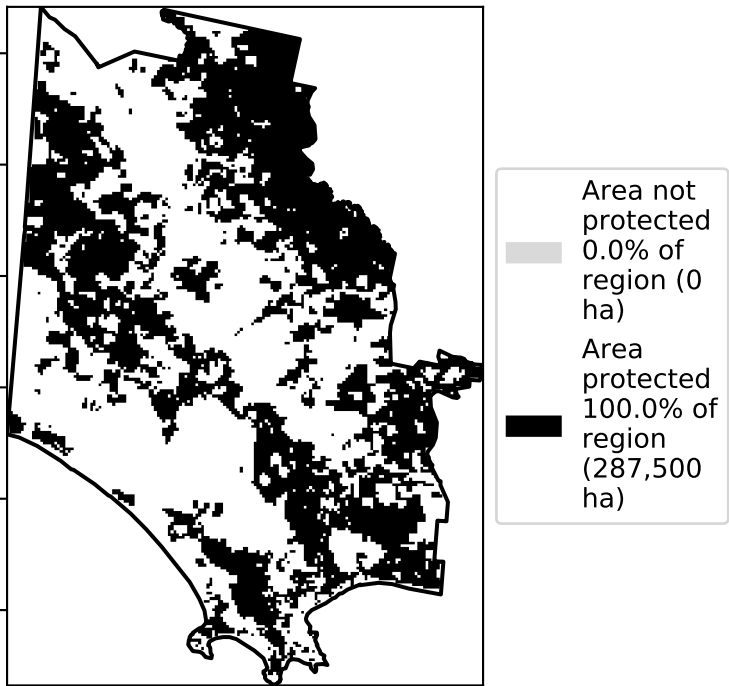 Area not
protected
0.0% of
region (0
ha)
Area
protected
100.0% of
region
(287,500
ha)